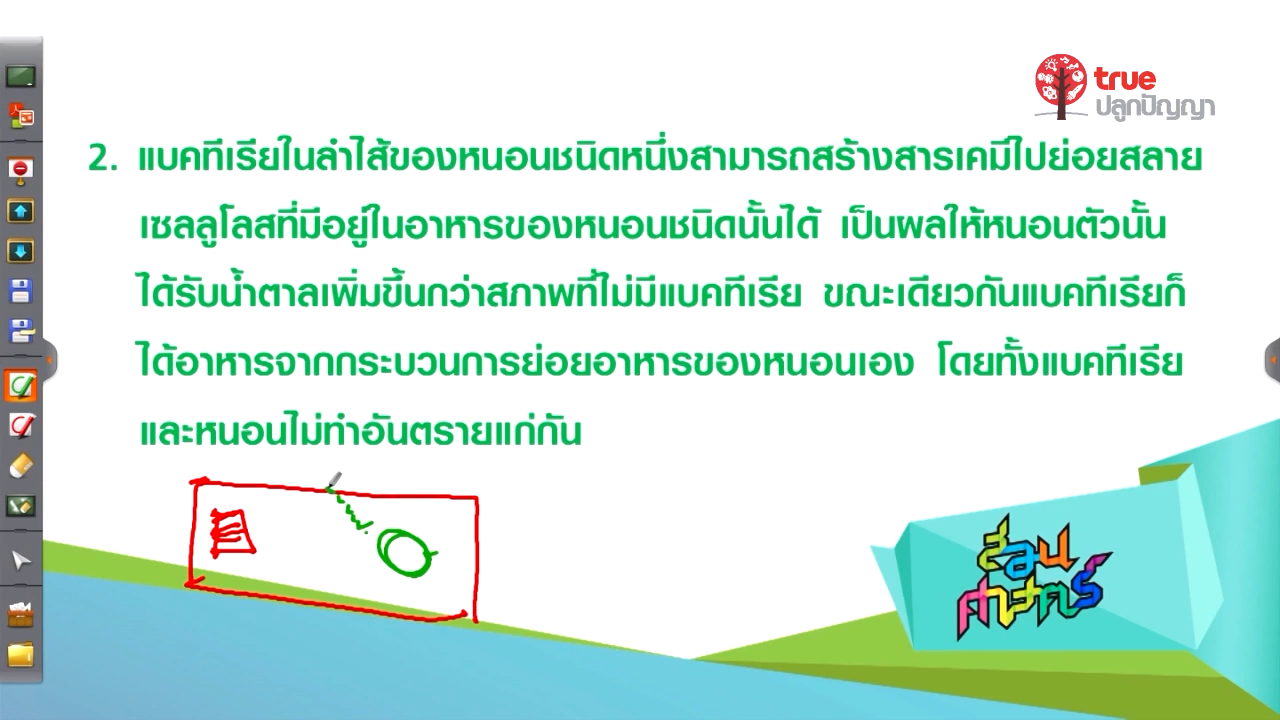 true
ปลูกปัญญา
2. แบคทีเรียในลำไส้ของหนอนชนิดหนึ่งสามารถสร้างสารเคมีไปย่อยสลาย
เซลลูโลสที่มีอยู่ในอาหารของหนอนชนิดนั้นได้ เป็นผลให้หนอนตัวนั้น
ได้รับน้ำตาลเพิ่มขึ้นกว่าสภาพที่ไม่มีแบคทีเรีย ขณะเดียวกันแบคทีเรียก็
ได้อาหารจากกระบวนการย่อยอาหารของหนอนเอง โดยทั้งแบคทีเรีย
และหนอนไม่ทำอันตรายแก่กัน
สอน
ศาสตร์